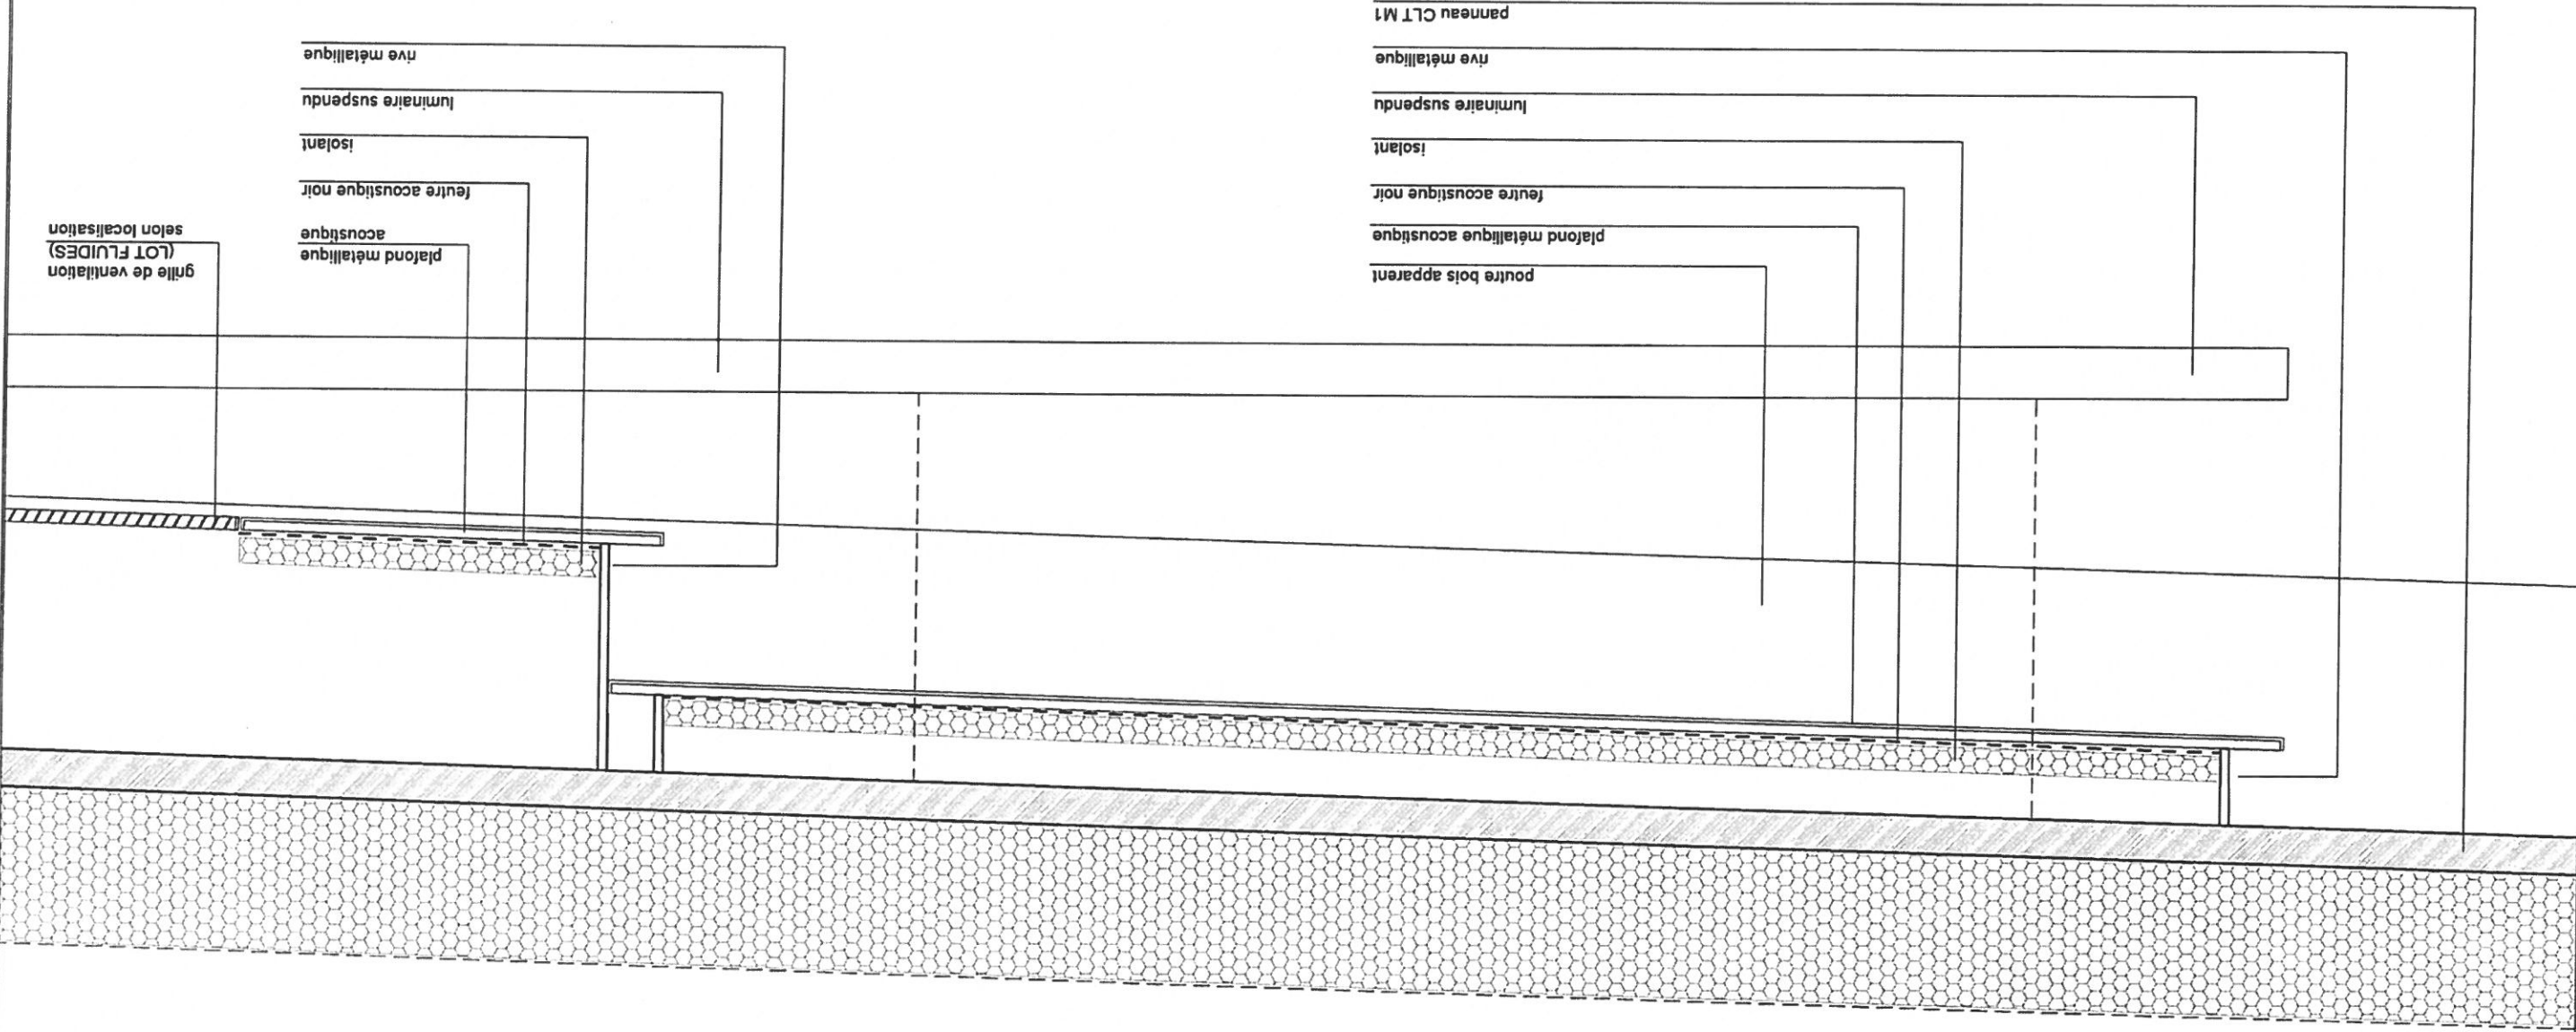 poutre bois apparent
plafond métallique acoustique
feutre acoustique noir
isolant
luminaire suspendu
rive métallique
panneau CLT M1
plafond métallique
acoustique
feutre acoustique noir
isolant
luminaire suspendu
rive métallique
grille de ventilation
(LOT FLUIDES)
selon localisation